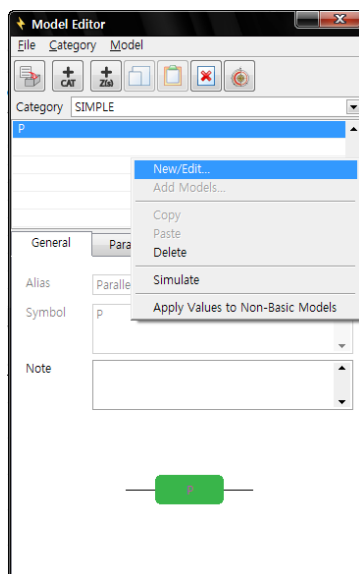 Model Editor
File Category Model
+ CAT + Z(s)
Category SIMPLE
P
New/Edit...
Add Models...
Copy
Paste
Delete
Simulate
Apply Values to Non-Basic Models
General Para
Alias Paralle
Symbol P
Note
P